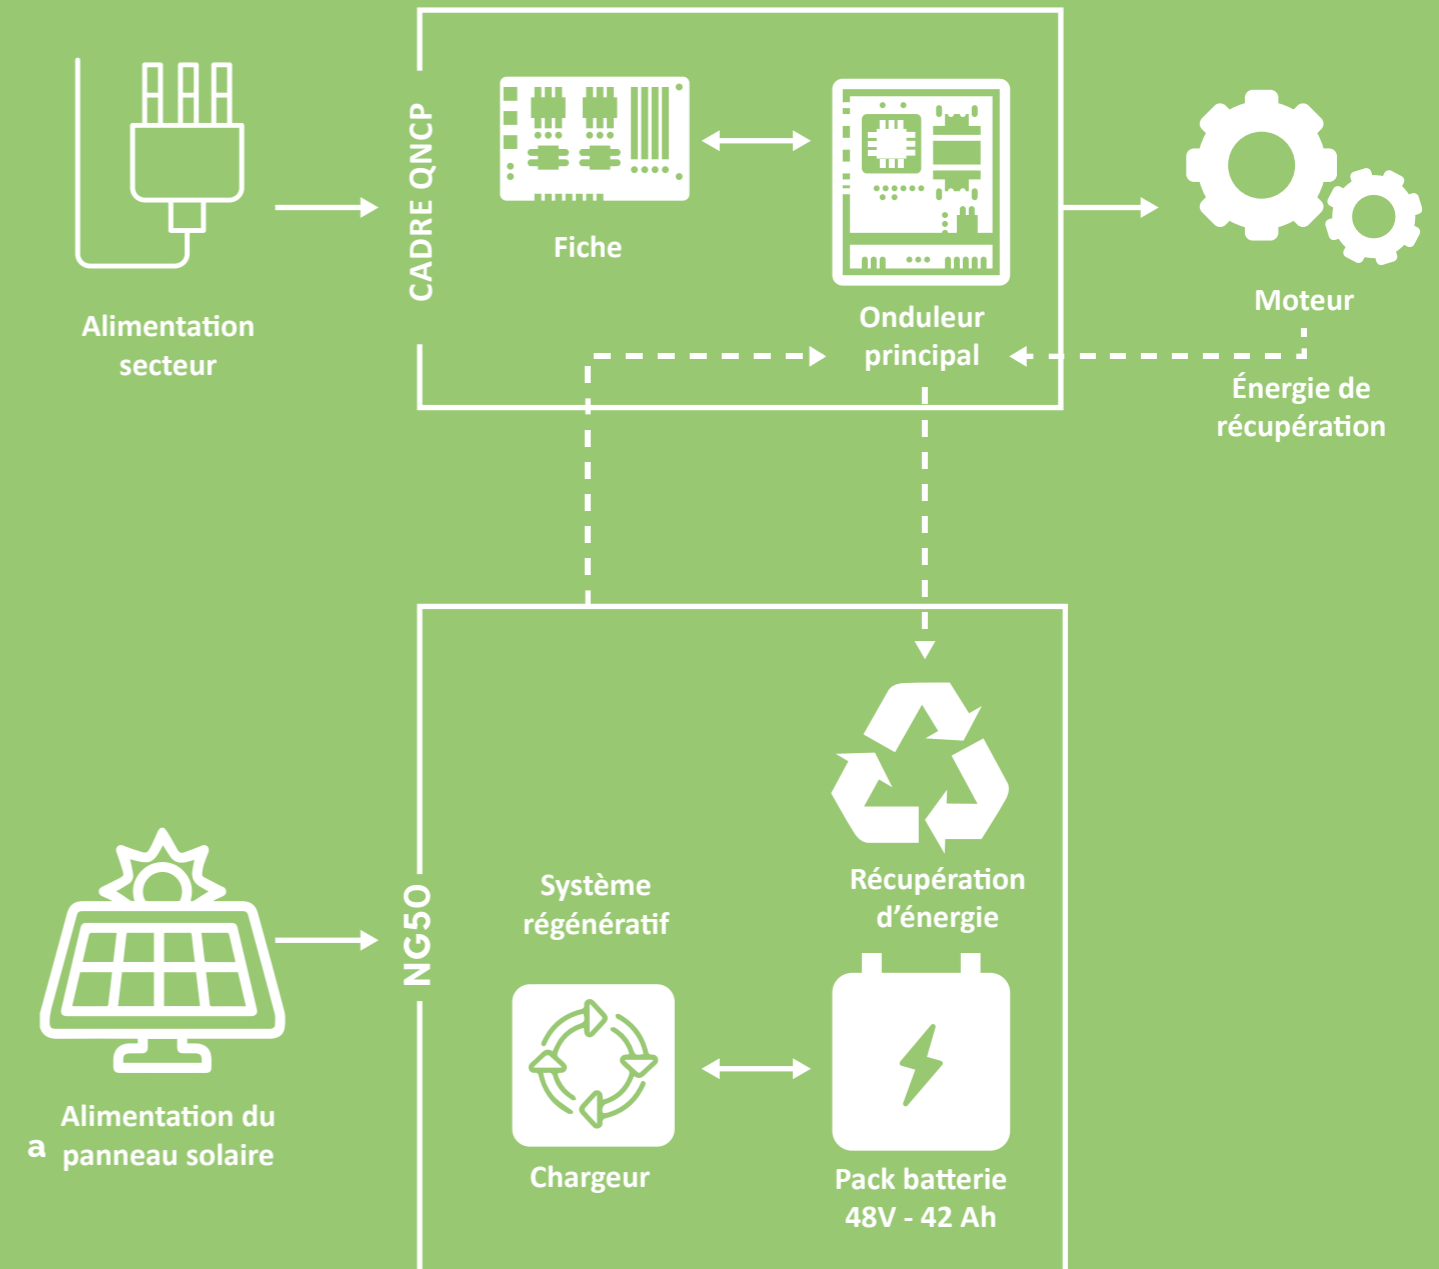 CADRE QNCP
Fiche
Onduleur
principal
Alimentation
secteur
Moteur
Énergie de
récupération
NG50
Système
régénératif
Récupération
d’énergie
Alimentation du
a panneau solaire
Chargeur
Pack batterie
48V - 42 Ah